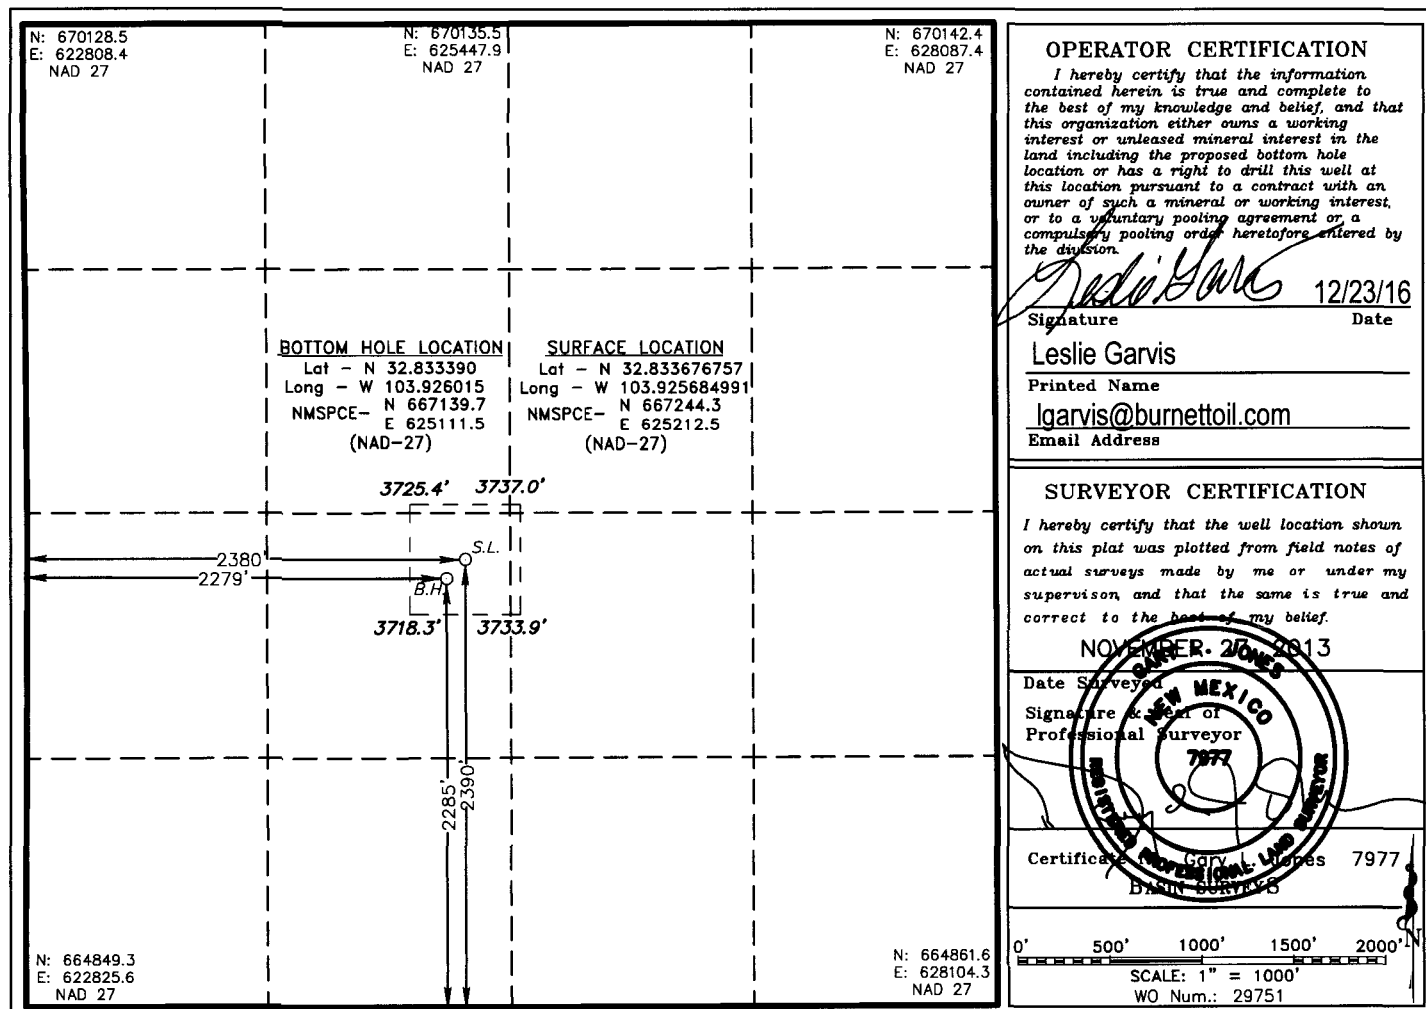 N: 670128.5
E: 622808.4
NAD 27
N: 670135.5
E: 625447.9
NAD 27
N: 670142.4
E: 628087.4
NAD 27
BOTTOM HOLE LOCATION
Lat - N 32.833390
Long - W 103.926015
NMSPCE- N 667139.7
E 625111.5
(NAD-27)
SURFACE LOCATION
Lat - N 32.833676757
Long - W 103.925684991
NMSPCE- N 667244.3
E 625212.5
(NAD-27)
3725.4' 3737.0'
S.L.
2380'
2279'
B.H.
3718.3' 3733.9'
2285'
2390'
N: 664849.3
E: 622825.6
NAD 27
N: 664861.6
E: 628104.3
NAD 27
OPERATOR CERTIFICATION
I hereby certify that the information
contained herein is true and complete to
the best of my knowledge and belief, and that
this organization either owns a working
interest or unleased mineral interest in the
land including the proposed bottom hole
location or has a right to drill this well at
this location pursuant to a contract with an
owner of such a mineral or working interest,
or to a voluntary pooling agreement or a
compulsory pooling order heretofore entered by
the division.
12/23/16
Signature Date
Leslie Garvis
Printed Name
lgarvis@burnettoil.com
Email Address
SURVEYOR CERTIFICATION
I hereby certify that the well location shown
on this plat was plotted from field notes of
actual surveys made by me or under my
supervison, and that the same is true and
correct to the best of my belief.
NOVEMBER 27, 2013
Date Surveyed
Signature & Seal of
Professional Surveyor
GARY L. JONES
NEW MEXICO
7977
REGISTERED PROFESSIONAL LAND SURVEYOR
Certificate No. Gary L. Jones 7977
BASIN SURVEYS
0' 500' 1000' 1500' 2000'
SCALE: 1" = 1000'
WO Num.: 29751